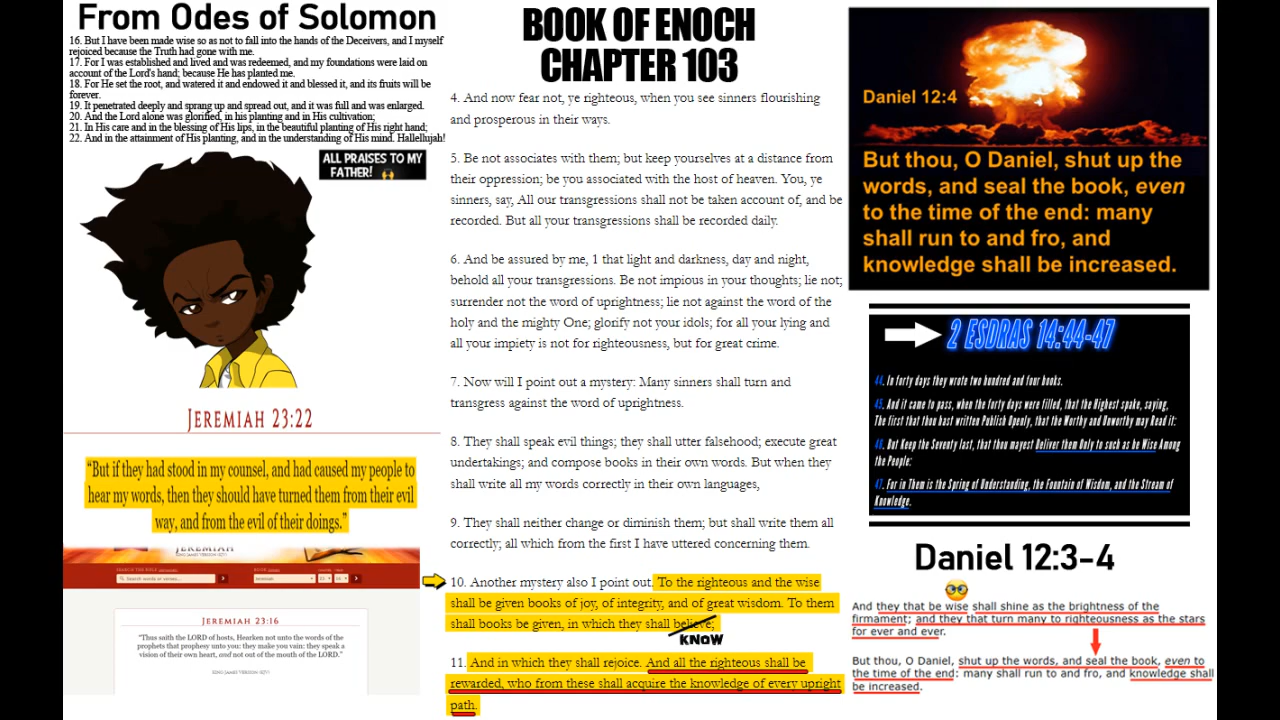 From Odes of Solomon
16. But I have been made wise so as not to fall into the hands of the Deceivers, and I myself
rejoiced because the Truth had gone with me.
17. For I was established and lived and was redeemed, and my foundations were laid on
account of the Lord's hand; because He has planted me.
18. For He set the root, and watered it and endowed it and blessed it, and its fruits will be
forever.
19. It penetrated deeply and sprang up and spread out, and it was full and was enlarged.
20. And the Lord alone was glorified, in his planting and in His cultivation;
21. In His care and in the blessing of His lips, in the beautiful planting of His right hand;
22. And in the attainment of His planting, and in the understanding of His mind. Hallellujah!
ALL PRAISES TO MY
FATHER!
JEREMIAH 23:22
“But if they had stood in my counsel, and had caused my people to
hear my words, then they should have turned them from their evil
way, and from the evil of their doings.”
JEREMIAH
Search words or verses...
Jeremiah
JEREMIAH 23:16
“Thus saith the LORD of hosts, Hearken not unto the words of the
prophets that prophesy unto you: they make you vain: they speak a
vision of their own heart, and not out of the mouth of the LORD.”
BOOK OF ENOCH
CHAPTER 103
4. And now fear not, ye righteous, when you see sinners flourishing
and prosperous in their ways.
5. Be not associates with them; but keep yourselves at a distance from
their oppression; be you associated with the host of heaven. You, ye
sinners, say, All our transgressions shall not be taken account of, and be
recorded. But all your transgressions shall be recorded daily.
6. And be assured by me, 1 that light and darkness, day and night,
behold all your transgressions. Be not impious in your thoughts; lie not;
surrender not the word of uprightness; lie not against the word of the
holy and the mighty One; glorify not your idols; for all your lying and
all your impiety is not for righteousness, but for great crime.
7. Now will I point out a mystery: Many sinners shall turn and
transgress against the word of uprightness.
8. They shall speak evil things; they shall utter falsehood; execute great
undertakings; and compose books in their own words. But when they
shall write all my words correctly in their own languages,
9. They shall neither change or diminish them; but shall write them all
correctly; all which from the first I have uttered concerning them.
10. Another mystery also I point out. To the righteous and the wise
shall be given books of joy, of integrity, and of great wisdom. To them
shall books be given, in which they shall believe;
KNOW
11. And in which they shall rejoice. And all the righteous shall be
rewarded, who from these shall acquire the knowledge of every upright
path.
Daniel 12:4
But thou, O Daniel, shut up the
words, and seal the book, even
to the time of the end: many
shall run to and fro, and
knowledge shall be increased.
2 ESDRAS 14:44-47
44. In forty days they wrote two hundred and four books.
45. And it came to pass, when the forty days were filled, that the Highest spake, saying,
The first that thou hast written Publish Openly, that the Worthy and Unworthy may Read it:
46. But Keep the Seventy last, that thou mayest Deliver them Only to such as be Wise Among
the People:
47. For in Them is the Spring of Understanding, the Fountain of Wisdom, and the Stream of
Knowledge.
Daniel 12:3-4
And they that be wise shall shine as the brightness of the
firmament; and they that turn many to righteousness as the stars
for ever and ever.
But thou, O Daniel, shut up the words, and seal the book, even to
the time of the end: many shall run to and fro, and knowledge shall
be increased.